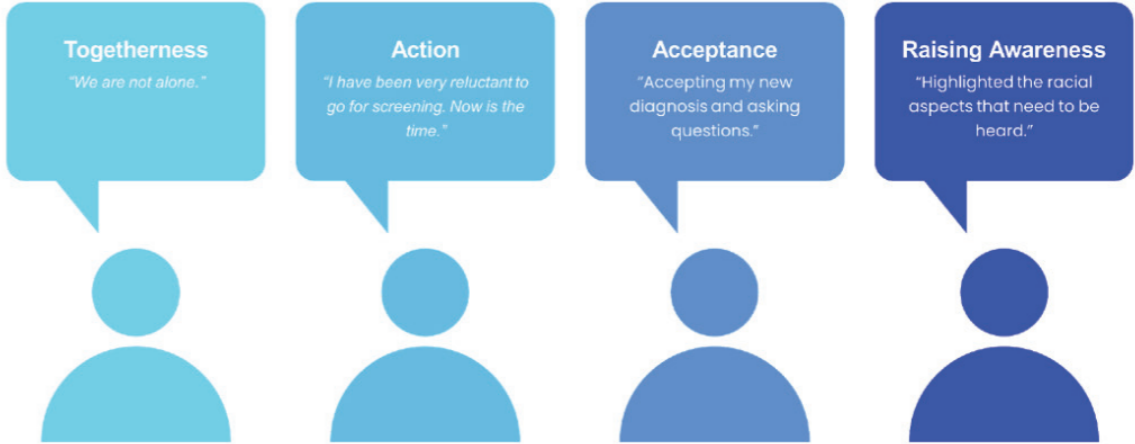 Togetherness
"We are not alone."
Action
"I have been very reluctant to
go for screening. Now is the
time."
Acceptance
"Accepting my new
diagnosis and asking
questions."
Raising Awareness
"Highlighted the racial
aspects that need to be
heard."